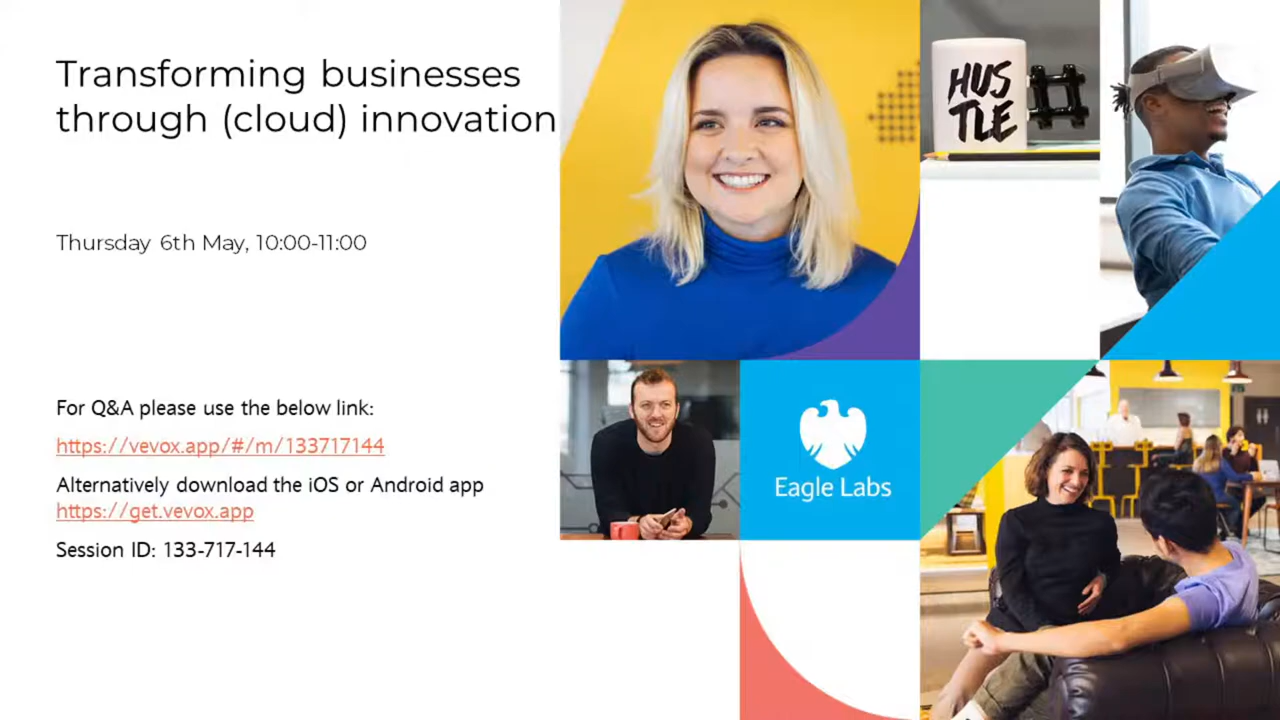 Transforming businesses
through (cloud) innovation
Thursday 6th May, 10:00-11:00
For Q&A please use the below link:
https://vevox.app/#/m/133717144
Alternatively download the iOS or Android app
https://get.vevox.app
Session ID: 133-717-144
HUS
TLE
Eagle Labs